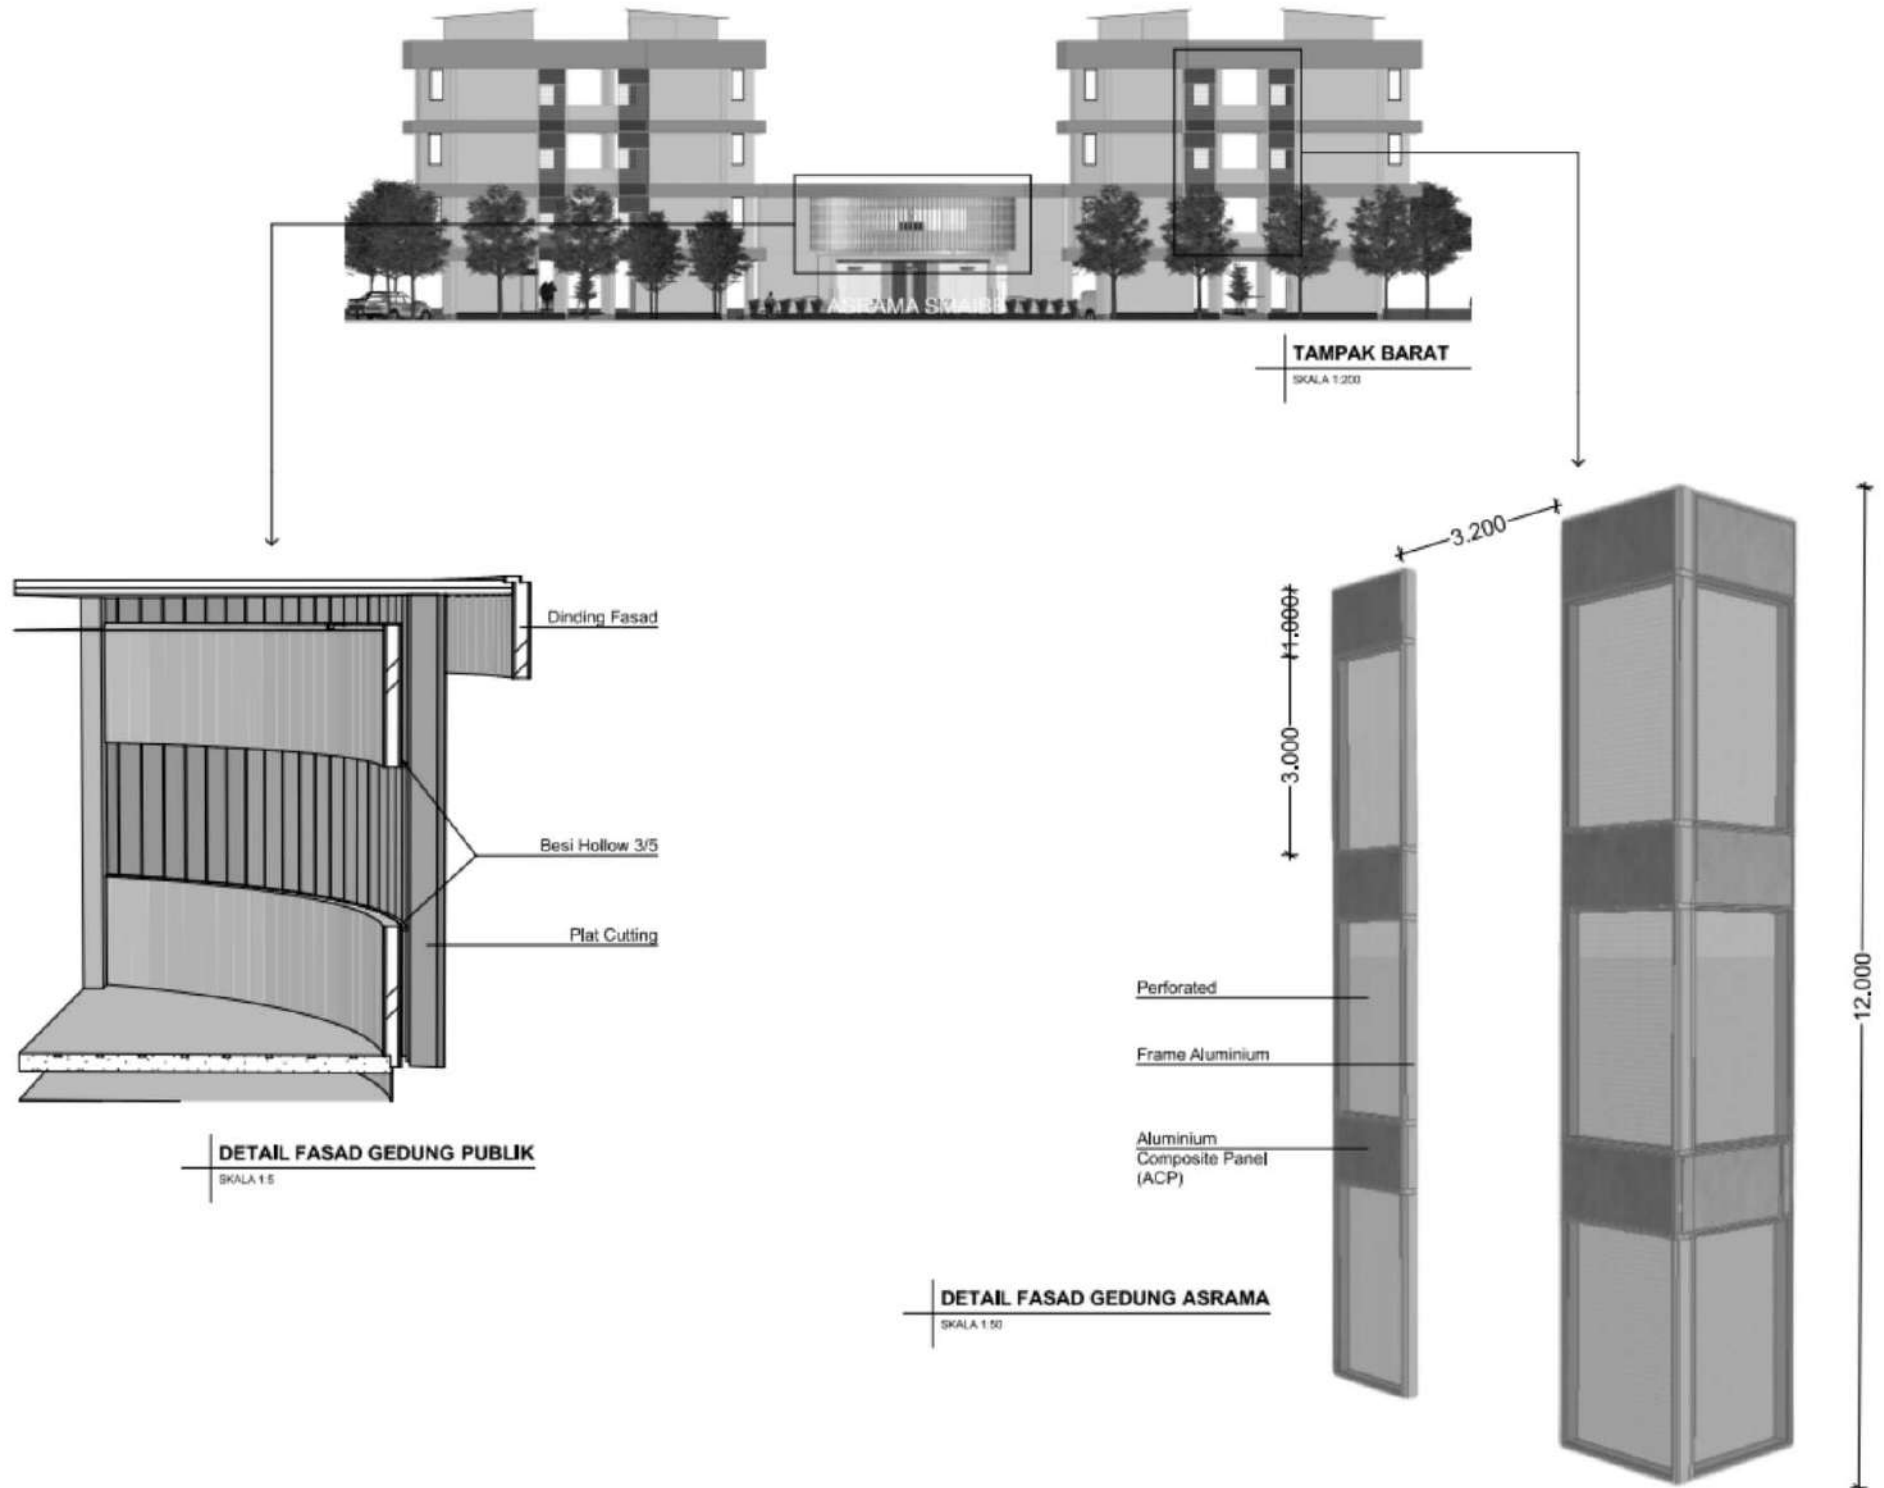 ASRAMA SMAIBS
TAMPAK BARAT
SKALA 1:200
3.200
1.000
3.000
12.000
Dinding Fasad
Besi Hollow 3/5
Plat Cutting
DETAIL FASAD GEDUNG PUBLIK
SKALA 1:5
Perforated
Frame Aluminium
Aluminium
Composite Panel
(ACP)
DETAIL FASAD GEDUNG ASRAMA
SKALA 1:50